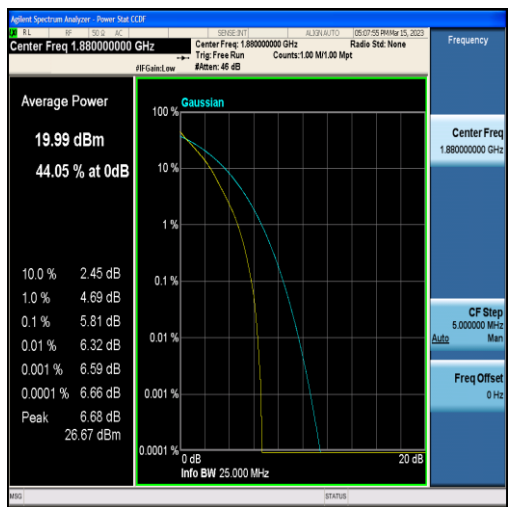 Agilent Spectrum Analyzer - Power Stat CCDF
RL RF 50 Ω AC SENSE:INT ALIGN AUTO 05:07:55 PM Mar 15, 2023
Center Freq 1.880000000 GHz
Center Freq: 1.880000000 GHz Radio Std: None
Trig: Free Run Counts:1.00 M/1.00 Mpt
#IFGain:Low #Atten: 46 dB
Frequency
Average Power
19.99 dBm
44.05 % at 0dB
10.0 % 2.45 dB
1.0 % 4.69 dB
0.1 % 5.81 dB
0.01 % 6.32 dB
0.001 % 6.59 dB
0.0001 % 6.66 dB
Peak 6.68 dB
26.67 dBm
Gaussian
100 %
10 %
1 %
0.1 %
0.01 %
0.001 %
0.0001 %
0 dB 20 dB
Info BW 25.000 MHz
Center Freq
1.880000000 GHz
CF Step
5.000000 MHz
Auto Man
Freq Offset
0 Hz
MSG STATUS